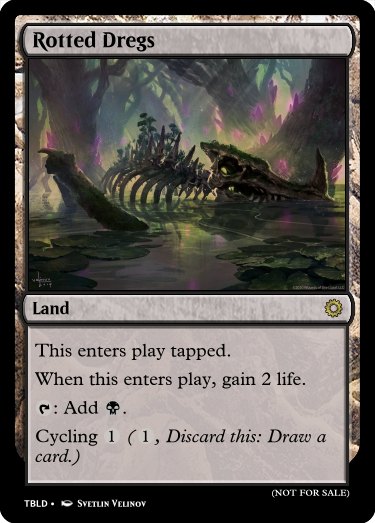 Rotted Dregs
Land
This enters play tapped.
When this enters play, gain 2 life.
: Add .
Cycling 1 ( 1 , Discard this: Draw a
card.)
(NOT FOR SALE)
TBLD • Svetlin Velinov